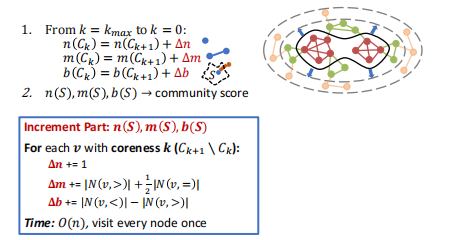 1. From k = k_max to k = 0:
n(C_k) = n(C_{k+1}) + Δn
m(C_k) = m(C_{k+1}) + Δm
b(C_k) = b(C_{k+1}) + Δb
2. n(S), m(S), b(S) → community score
Increment Part: n(S), m(S), b(S)
For each v with coreness k (C_{k+1} \ C_k):
Δn += 1
Δm += |N(v,>)| + 1/2 |N(v,=)|
Δb += |N(v,<)| − |N(v,>)|
Time: O(n), visit every node once